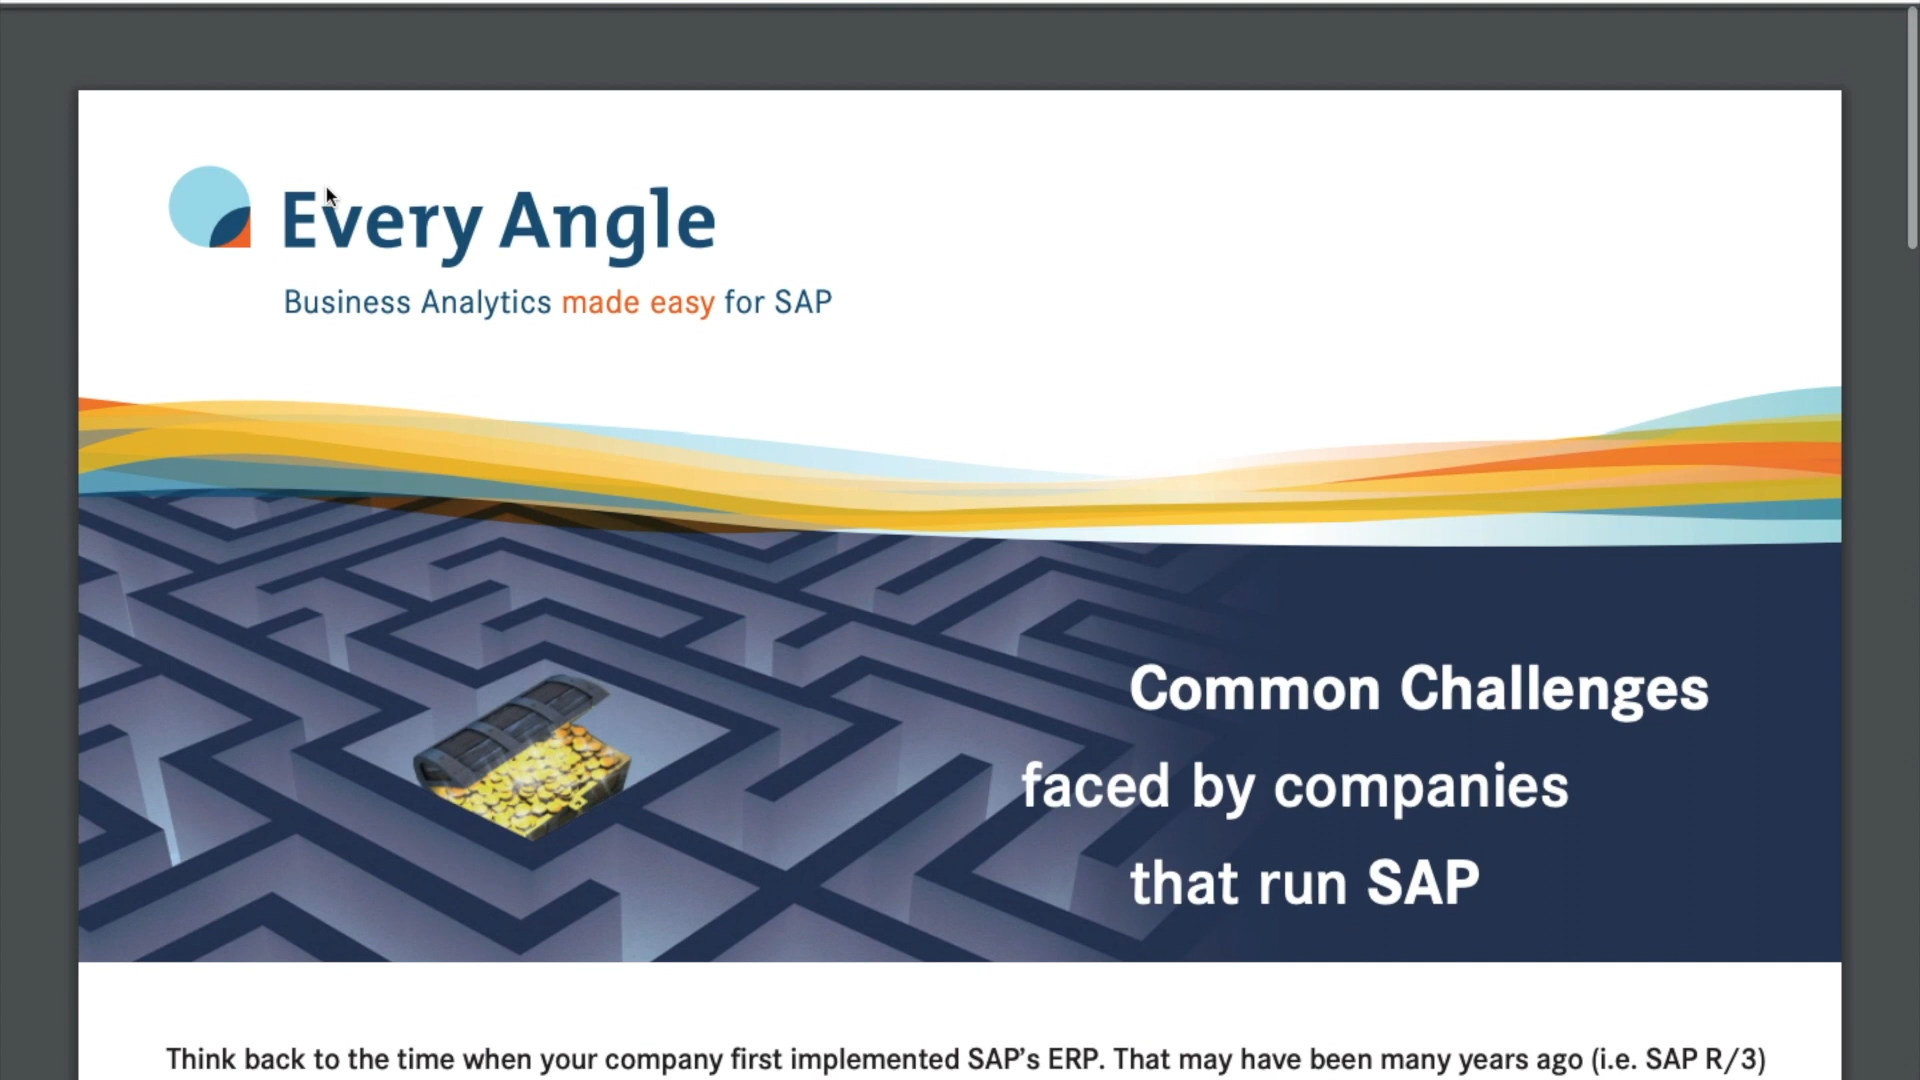 Every Angle
Business Analytics made easy for SAP
Common Challenges
faced by companies
that run SAP
Think back to the time when your company first implemented SAP’s ERP. That may have been many years ago (i.e. SAP R/3)